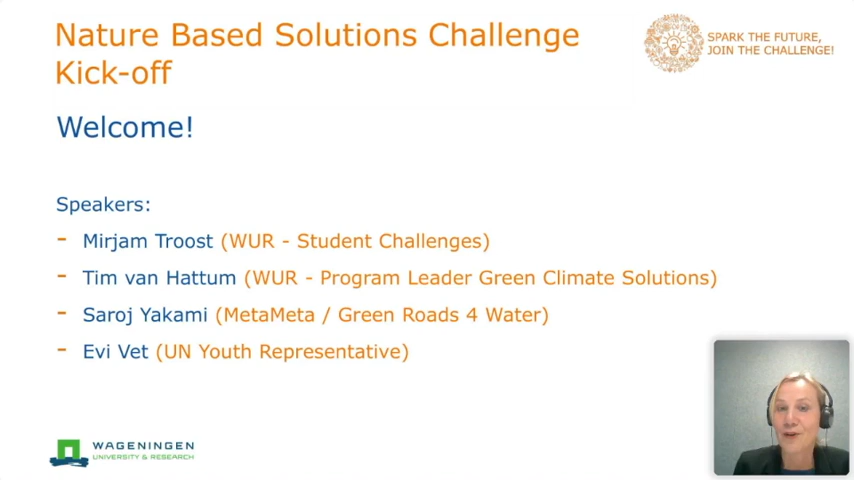 Nature Based Solutions Challenge
Kick-off
SPARK THE FUTURE,
JOIN THE CHALLENGE!
Welcome!
Speakers:
- Mirjam Troost (WUR - Student Challenges)
- Tim van Hattum (WUR - Program Leader Green Climate Solutions)
- Saroj Yakami (MetaMeta / Green Roads 4 Water)
- Evi Vet (UN Youth Representative)
WAGENINGEN
UNIVERSITY & RESEARCH